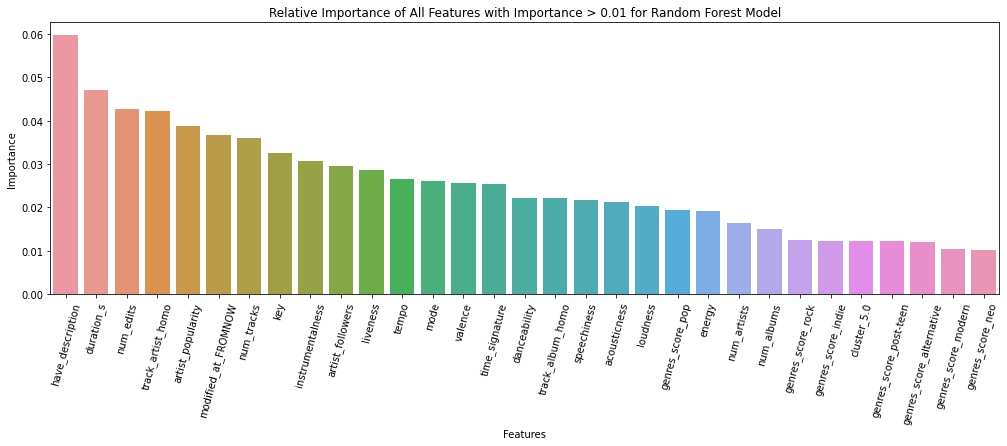 Relative Importance of All Features with Importance > 0.01 for Random Forest Model
0.06
0.05
0.04
0.03
0.02
0.01
0.00
Importance
have_description
duration_s
num_edits
track_artist_homo
artist_popularity
modified_at_FROMNOW
num_tracks
key
instrumentalness
artist_followers
liveness
tempo
mode
valence
time_signature
danceability
track_album_homo
speechiness
acousticness
loudness
genres_score_pop
energy
num_artists
num_albums
genres_score_rock
genres_score_indie
cluster_5.0
genres_score_post-teen
genres_score_alternative
genres_score_modern
genres_score_neo
Features